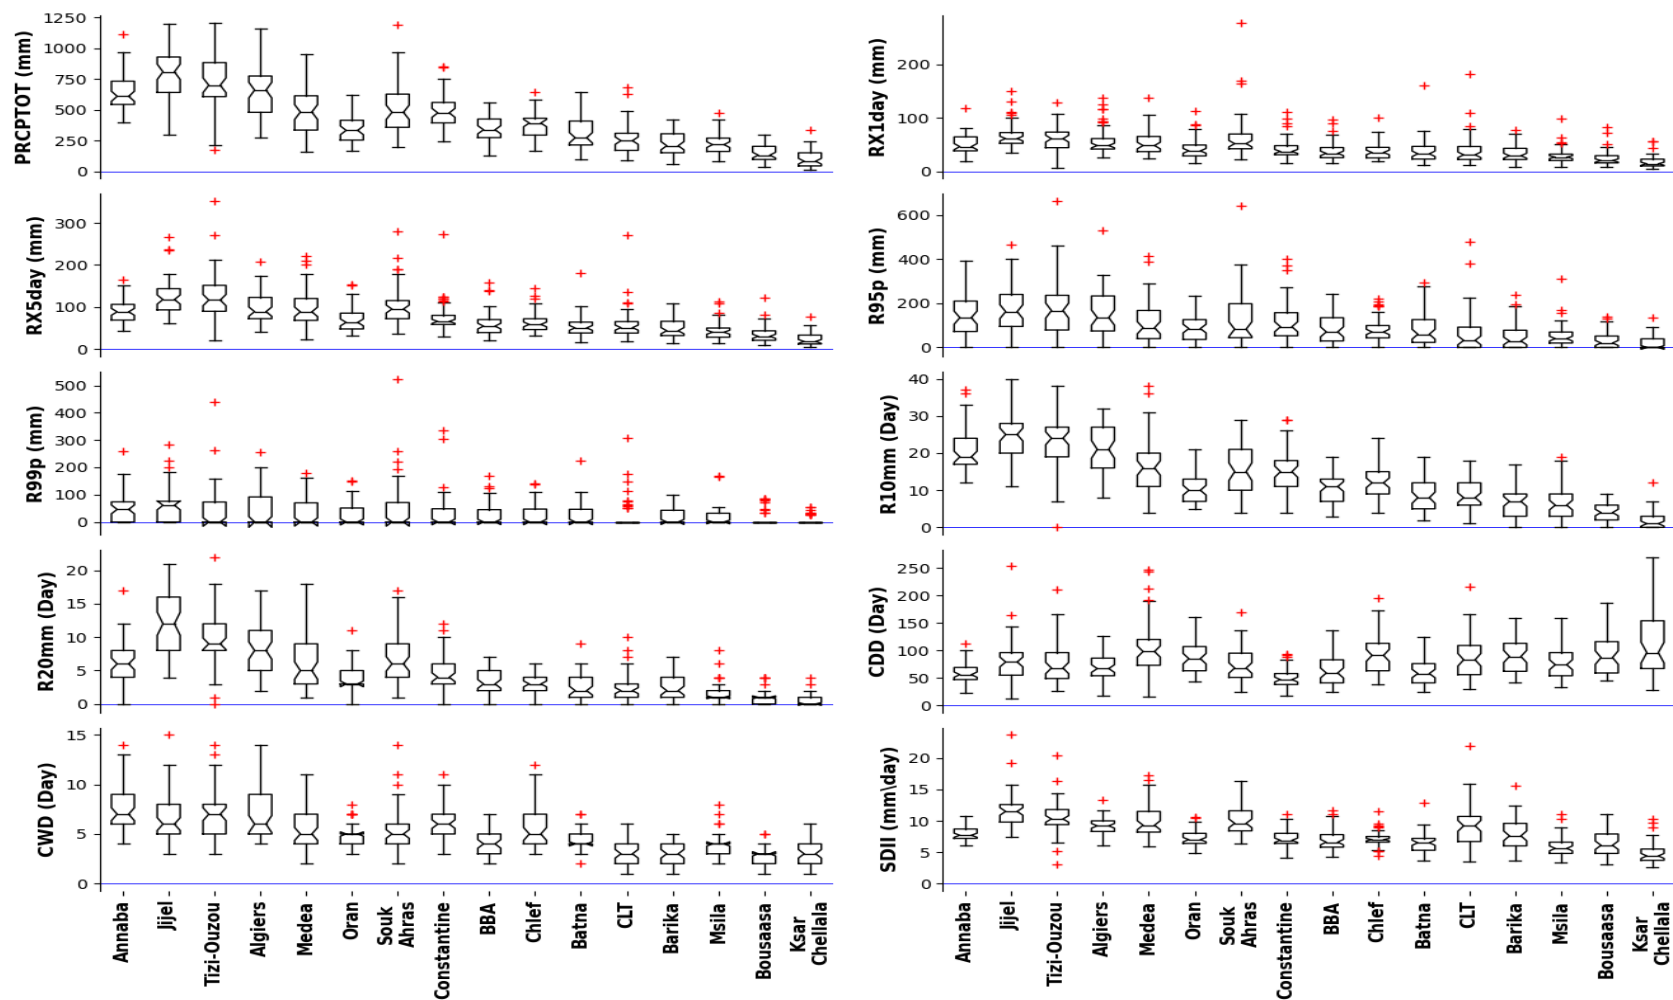 PRCPTOT (mm)
1250
1000
750
500
250
0
RX1day (mm)
200
100
0
RX5day (mm)
300
200
100
0
R95p (mm)
600
400
200
0
R99p (mm)
500
400
300
200
100
0
R10mm (Day)
40
30
20
10
0
R20mm (Day)
20
15
10
5
0
CDD (Day)
250
200
150
100
50
0
CWD (Day)
15
10
5
0
SDII (mm\day)
20
15
10
5
0
Annaba
Jijel
Tizi-Ouzou
Algiers
Medea
Oran
Souk
Ahras
Constantine
BBA
Chlef
Batna
CLT
Barika
Msila
Bousaasa
Ksar
Chellala
Annaba
Jijel
Tizi-Ouzou
Algiers
Medea
Oran
Souk
Ahras
Constantine
BBA
Chlef
Batna
CLT
Barika
Msila
Bousaasa
Ksar
Chellala